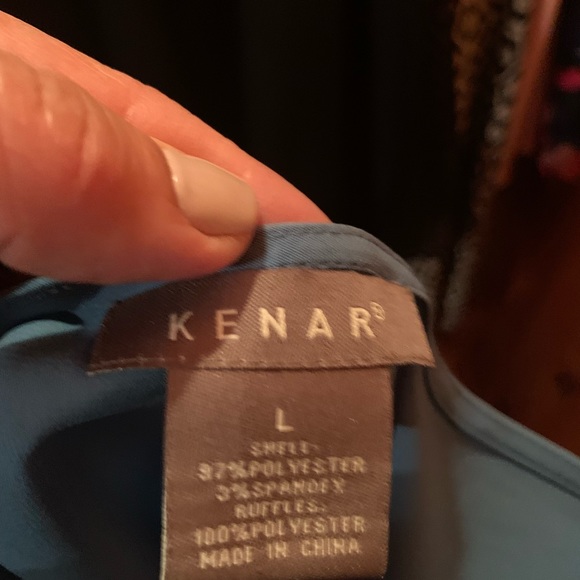 KENAR®
L
SHELL:
97%POLYESTER
3%SPANDEX
RUFFLES:
100%POLYESTER
MADE IN CHINA